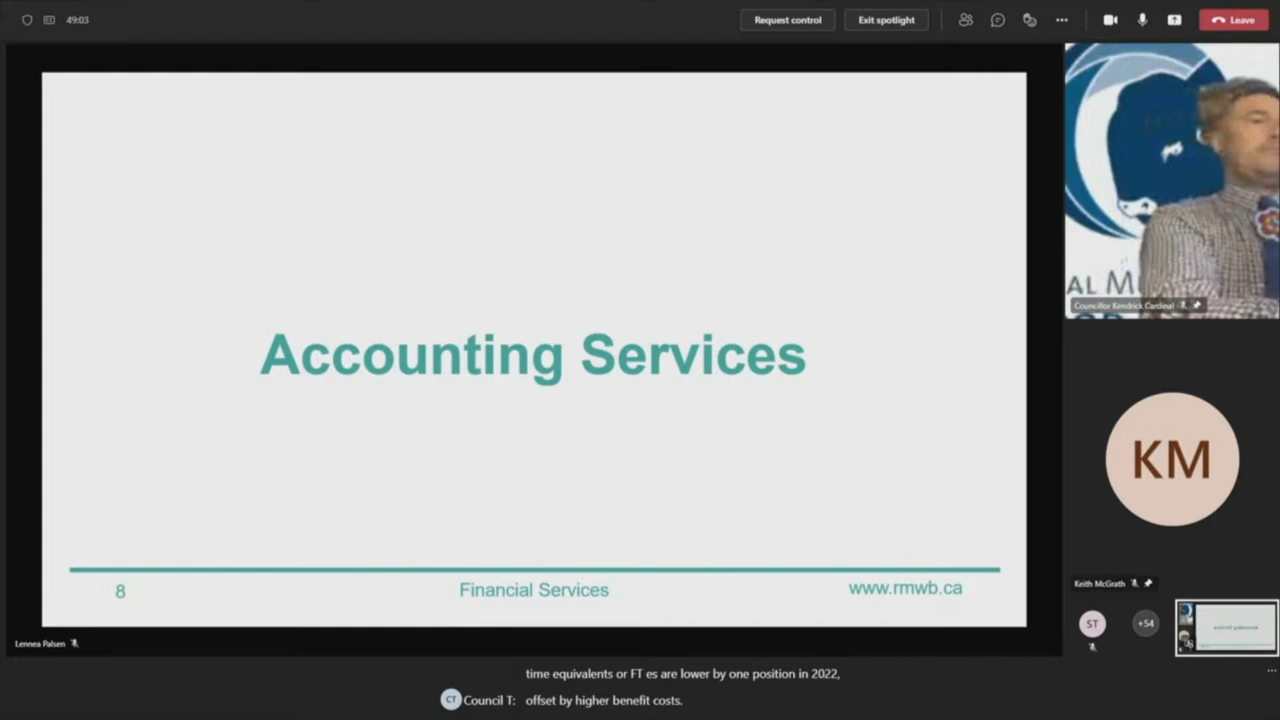 49:03
Request control
Exit spotlight
Leave
Accounting Services
8
Financial Services
www.rmwb.ca
Lennea Palsen
AL M
Councillor Kendrick Cardinal
KM
Keith McGrath
ST
+54
time equivalents or FT es are lower by one position in 2022,
CT Council T: offset by higher benefit costs.